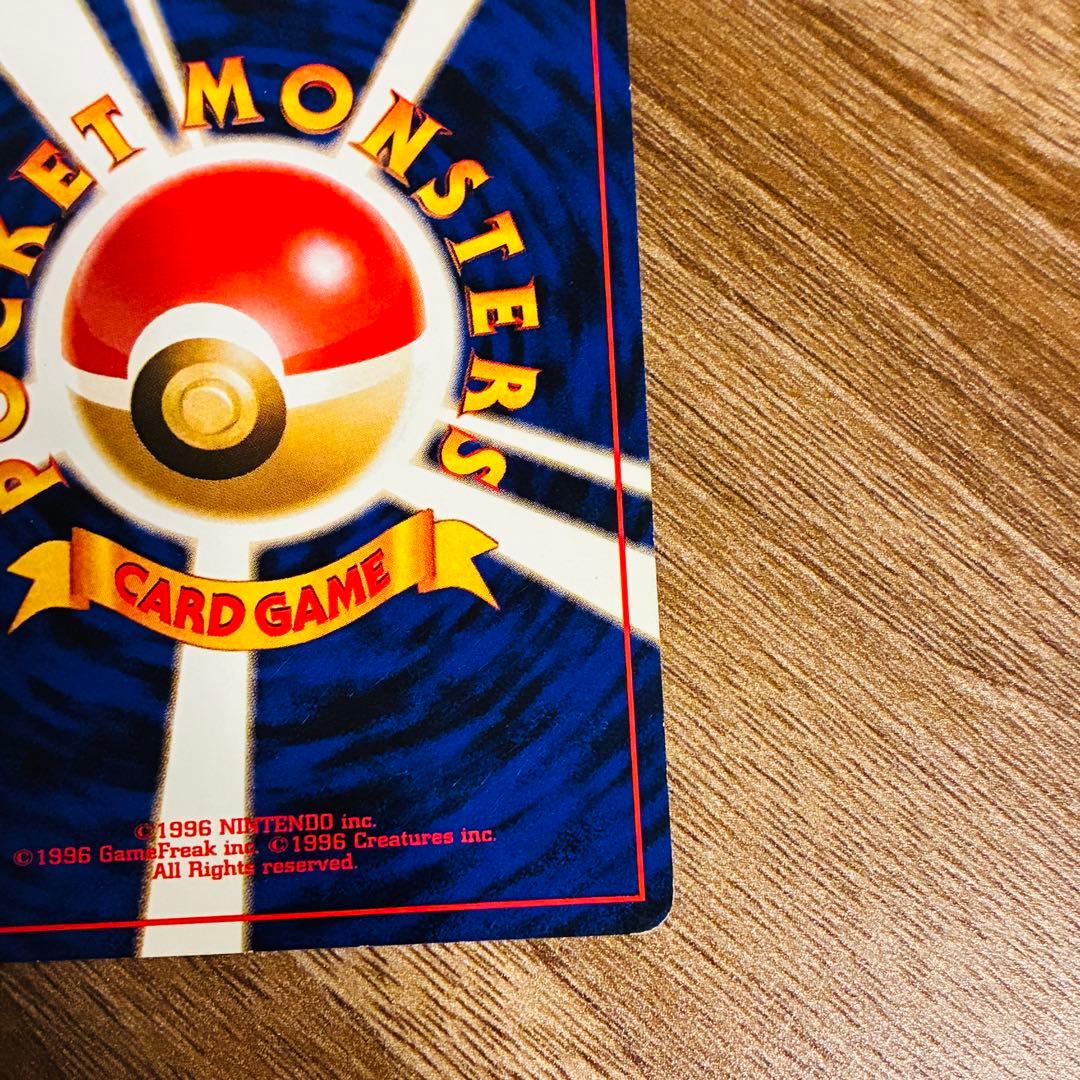 POCKET MONSTERS
CARD GAME
©1996 NINTENDO inc.
©1996 GameFreak inc. ©1996 Creatures inc.
All Rights reserved.